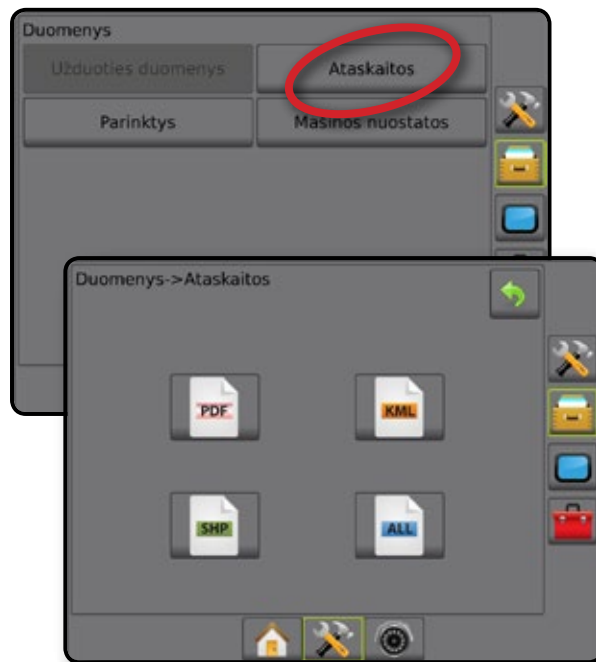 Duomenys
Užduoties duomenys
Ataskaitos
Parinktys
Mašinos nuostatos
Duomenys->Ataskaitos
PDF
KML
SHP
ALL